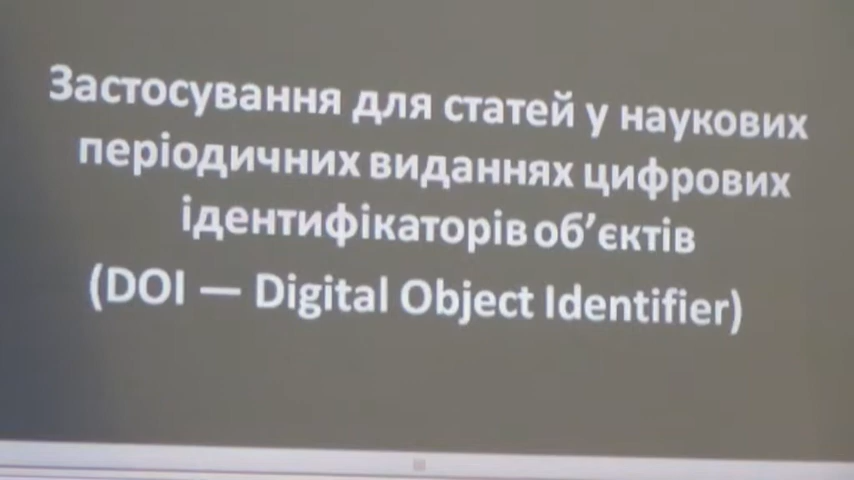 Застосування для статей у наукових
періодичних виданнях цифрових
ідентифікаторів об’єктів
(DOI — Digital Object Identifier)